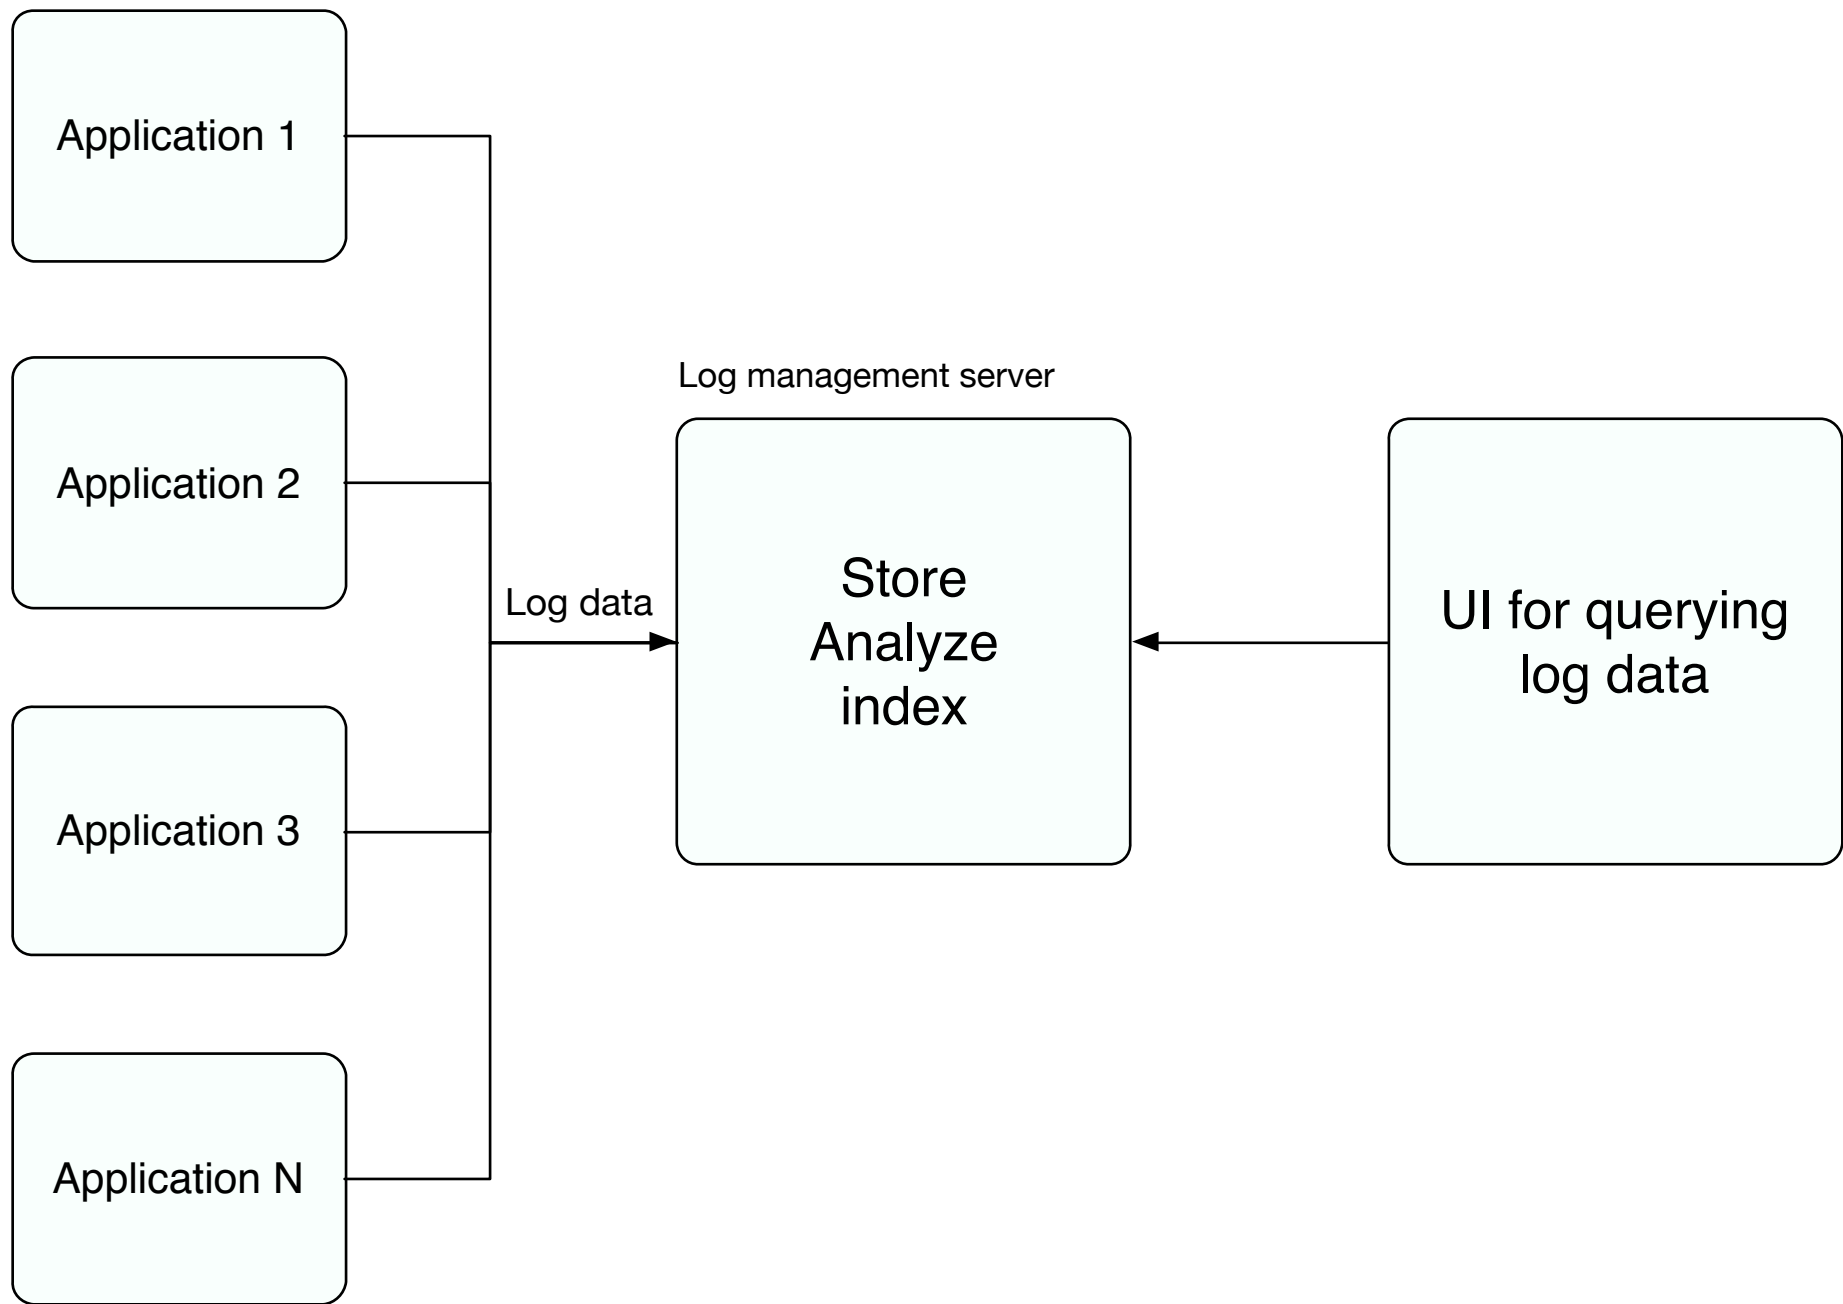 Application 1
Application 2
Application 3
Application N
Log data
Log management server
Store
Analyze
index
UI for querying
log data